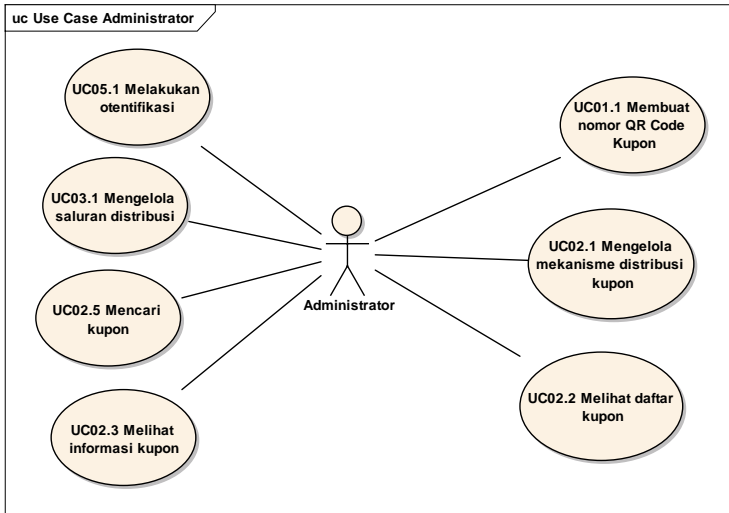 uc Use Case Administrator
UC05.1 Melakukan
otentifikasi
UC03.1 Mengelola
saluran distribusi
UC02.5 Mencari
kupon
UC02.3 Melihat
informasi kupon
Administrator
UC01.1 Membuat
nomor QR Code
Kupon
UC02.1 Mengelola
mekanisme distribusi
kupon
UC02.2 Melihat daftar
kupon